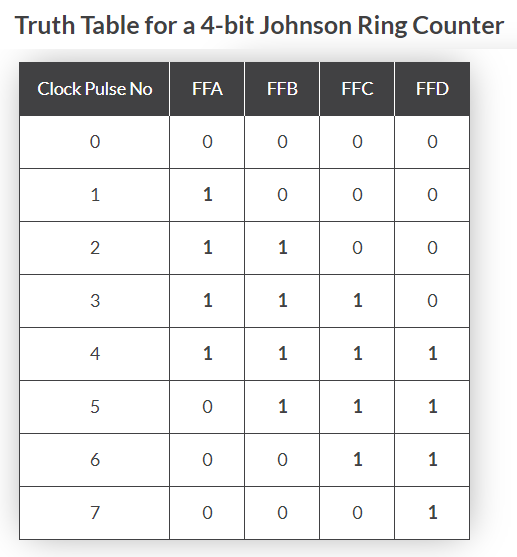 Truth Table for a 4-bit Johnson Ring Counter
Clock Pulse No FFA FFB FFC FFD
0 0 0 0 0
1 1 0 0 0
2 1 1 0 0
3 1 1 1 0
4 1 1 1 1
5 0 1 1 1
6 0 0 1 1
7 0 0 0 1